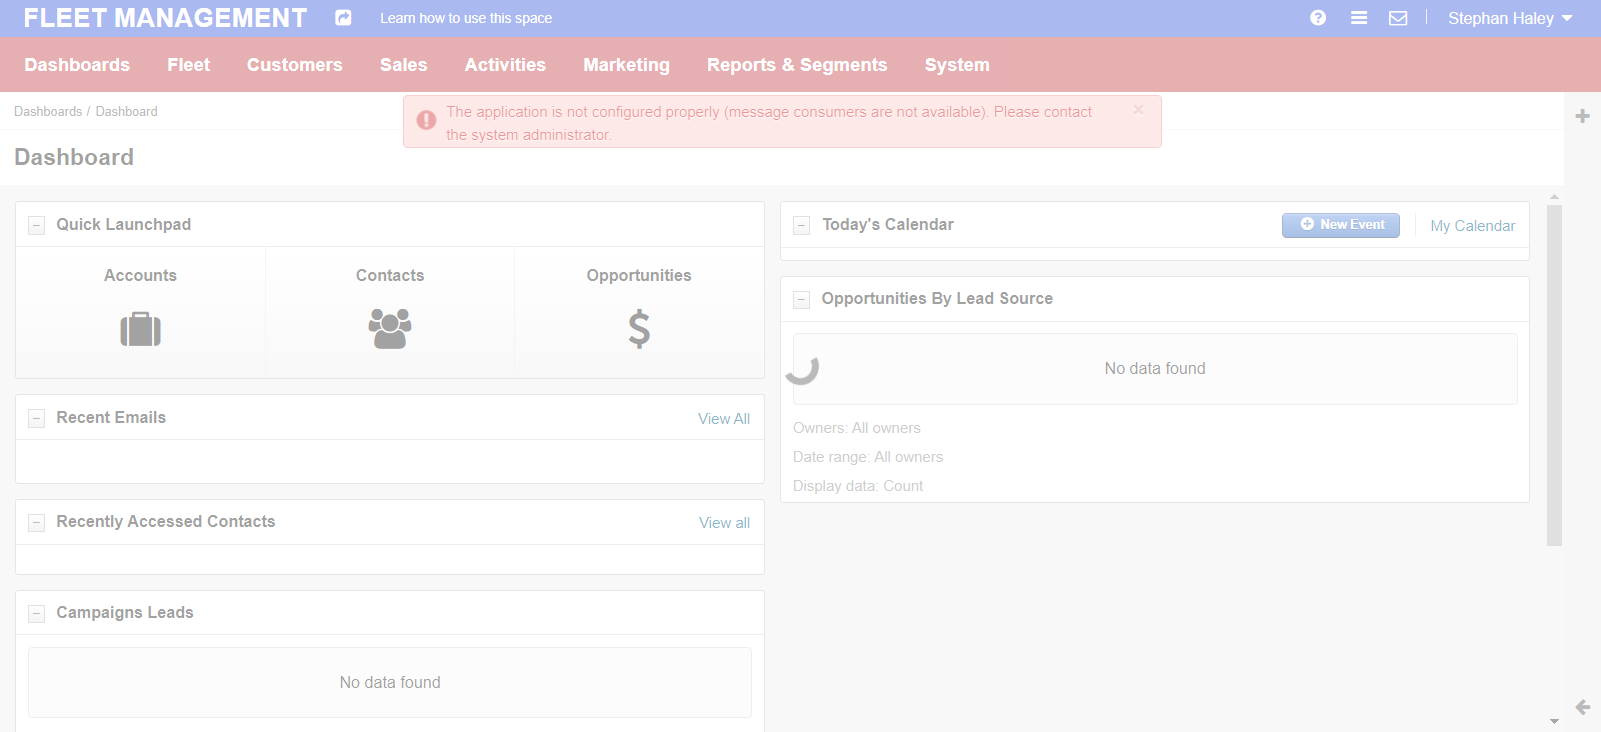 FLEET MANAGEMENT
Learn how to use this space
Stephan Haley
Dashboards Fleet Customers Sales Activities Marketing Reports & Segments System
Dashboards / Dashboard
The application is not configured properly (message consumers are not available). Please contact
the system administrator.
Dashboard
Quick Launchpad
Accounts Contacts Opportunities
Recent Emails View All
Recently Accessed Contacts View all
Campaigns Leads
No data found
Today's Calendar New Event My Calendar
Opportunities By Lead Source
No data found
Owners: All owners
Date range: All owners
Display data: Count